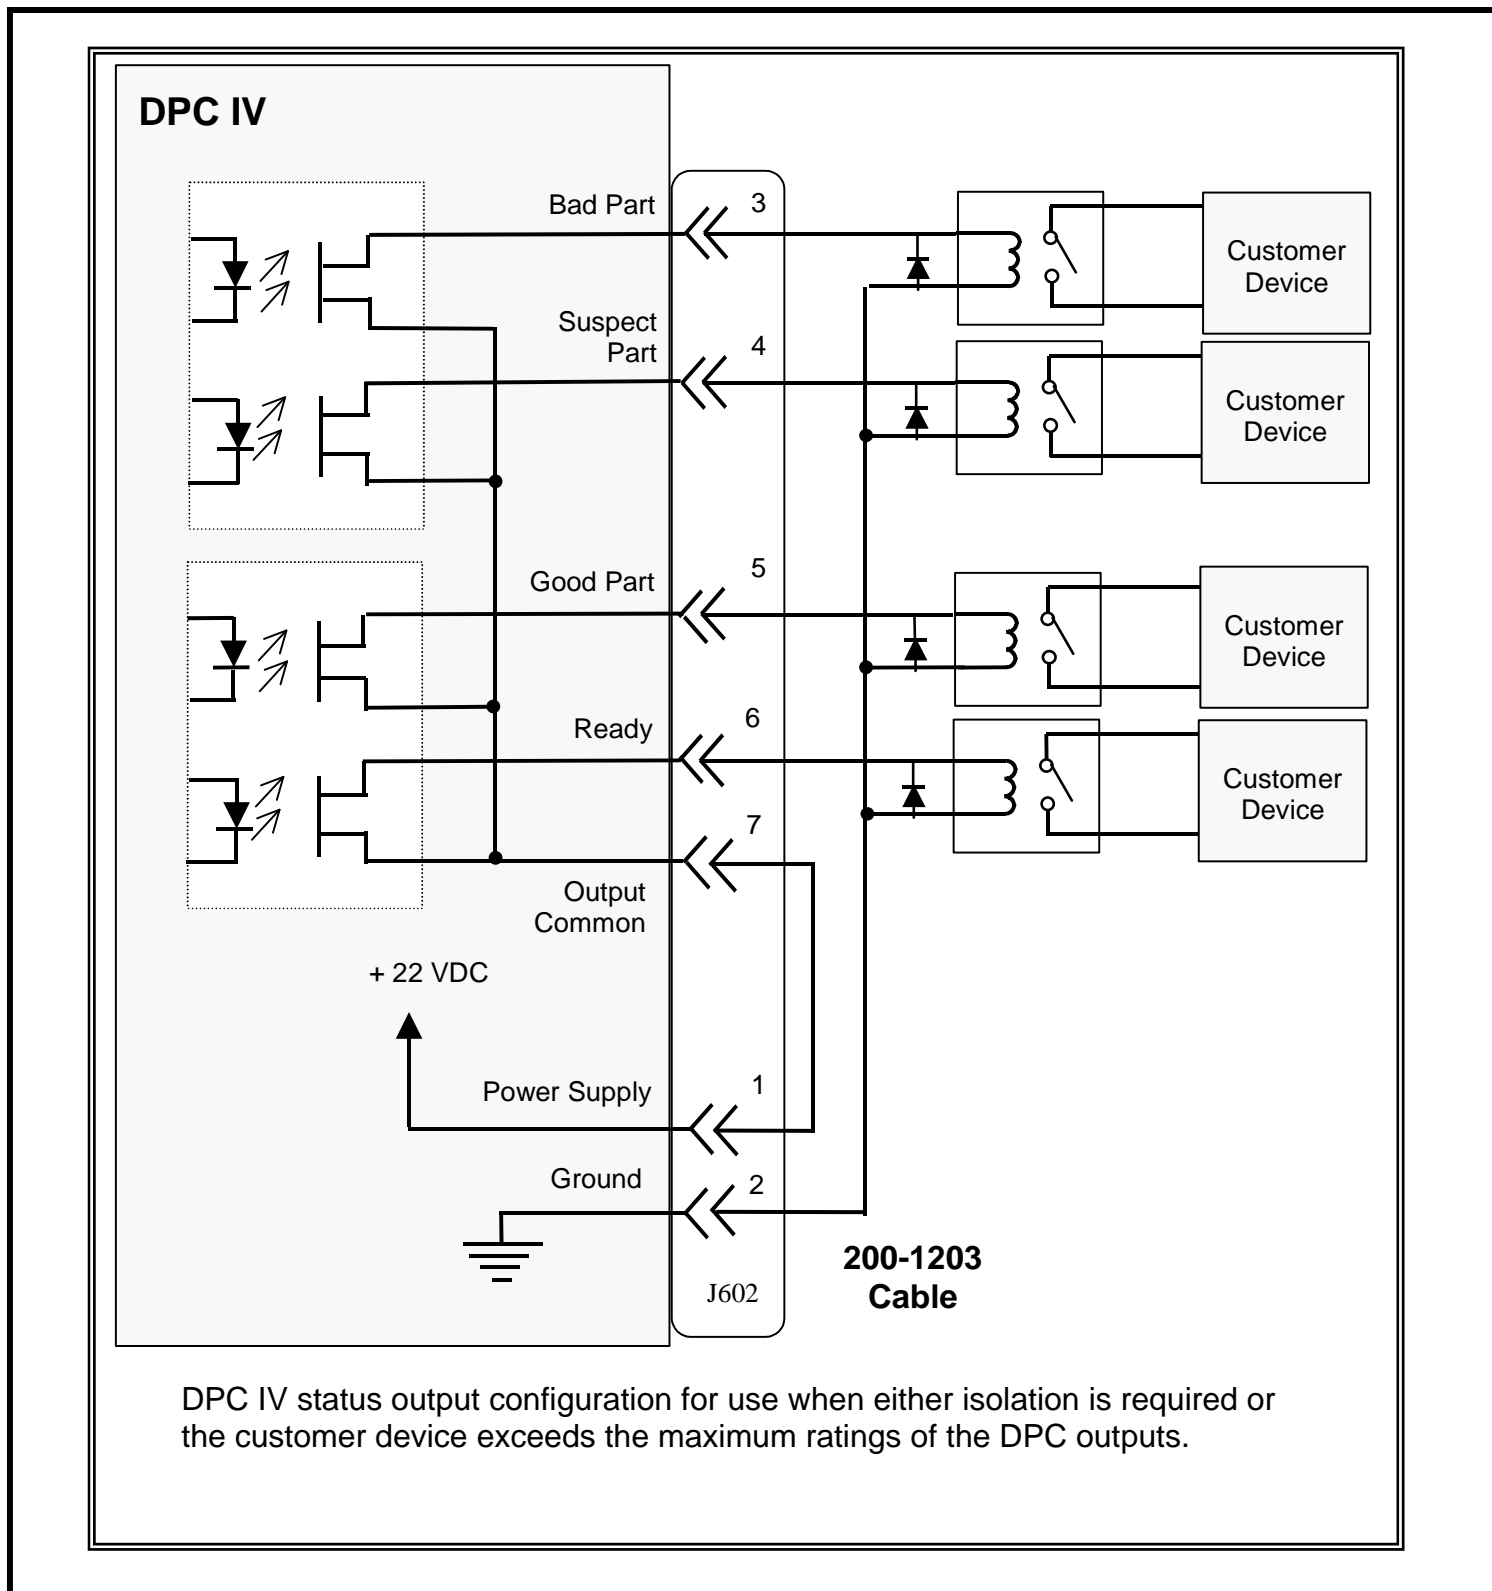 DPC IV
Bad Part
3
Customer
Device
Suspect
Part
4
Customer
Device
Good Part
5
Customer
Device
Ready
6
Customer
Device
7
Output
Common
+ 22 VDC
Power Supply
1
Ground
2
200-1203
Cable
J602
DPC IV status output configuration for use when either isolation is required or
the customer device exceeds the maximum ratings of the DPC outputs.